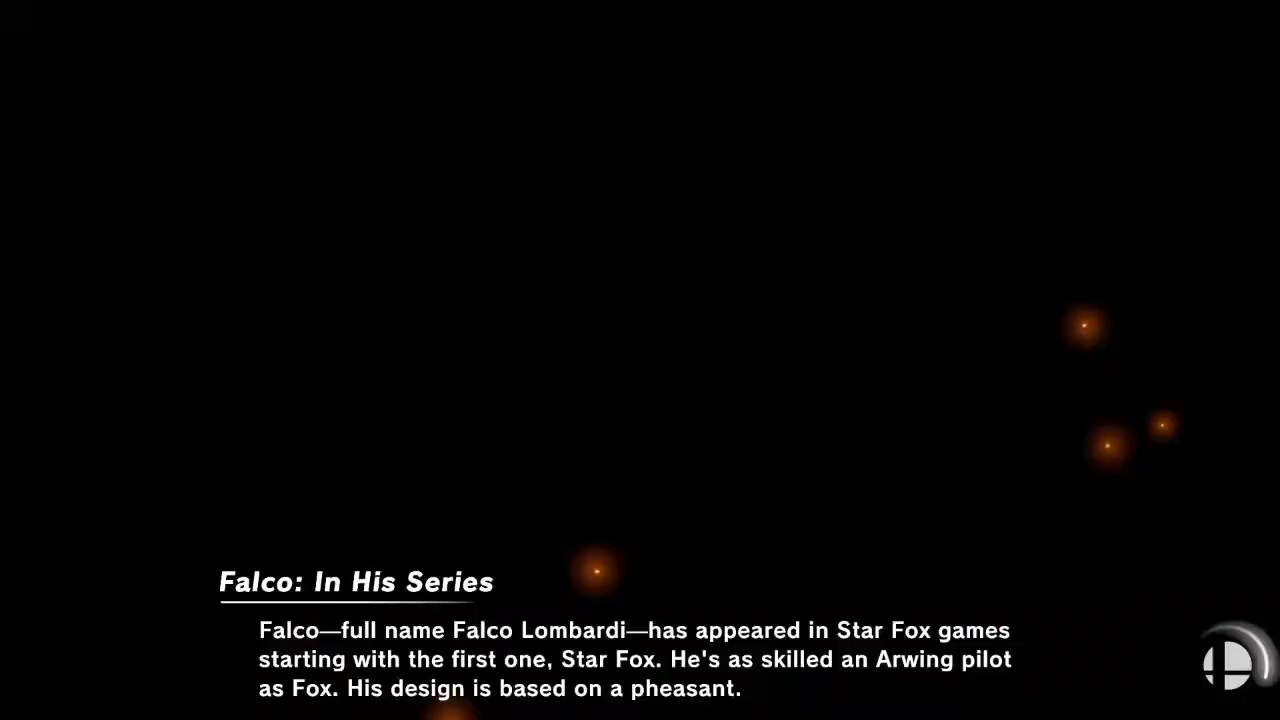 Falco: In His Series
Falco—full name Falco Lombardi—has appeared in Star Fox games
starting with the first one, Star Fox. He's as skilled an Arwing pilot
as Fox. His design is based on a pheasant.